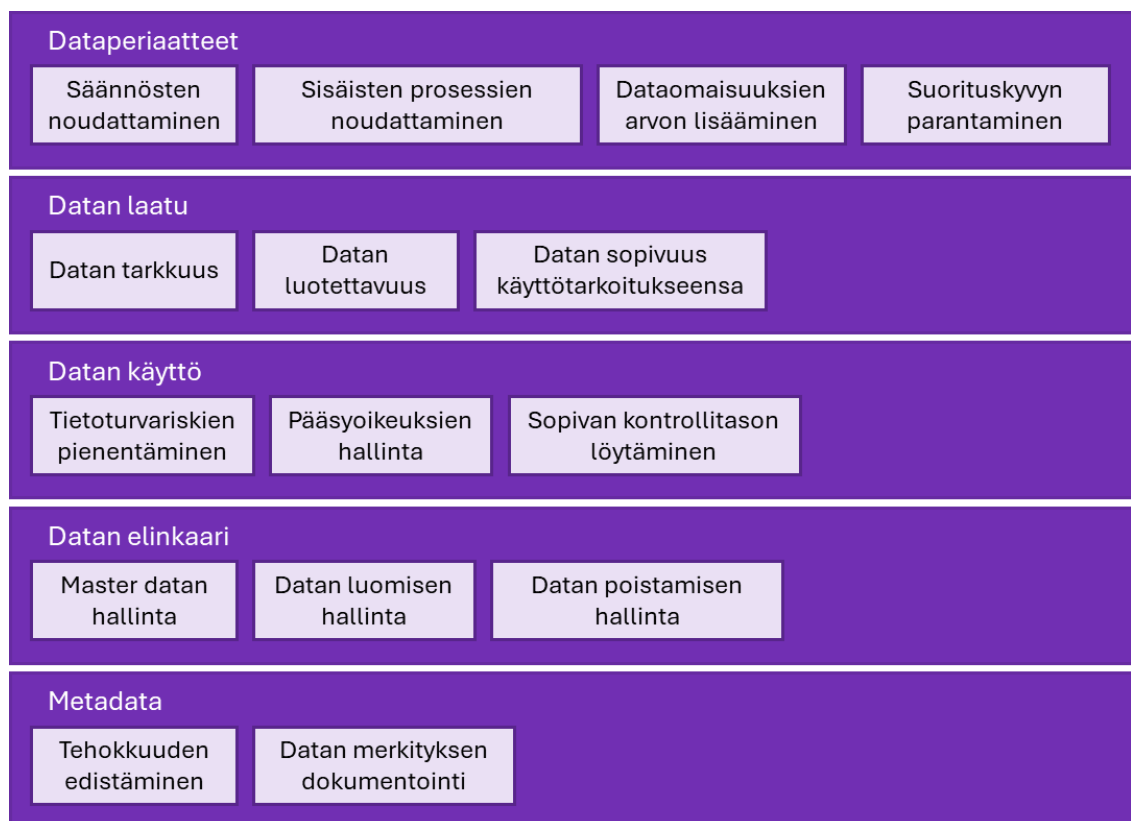 Dataperiaatteet
Säännösten
noudattaminen
Sisäisten prosessien
noudattaminen
Dataomaisuuksien
arvon lisääminen
Suorituskyvyn
parantaminen
Datan laatu
Datan tarkkuus
Datan
luotettavuus
Datan sopivuus
käyttötarkoitukseensa
Datan käyttö
Tietoturvariskien
pienentäminen
Pääsyoikeuksien
hallinta
Sopivan kontrollitason
löytäminen
Datan elinkaari
Master datan
hallinta
Datan luomisen
hallinta
Datan poistamisen
hallinta
Metadata
Tehokkuuden
edistäminen
Datan merkityksen
dokumentointi